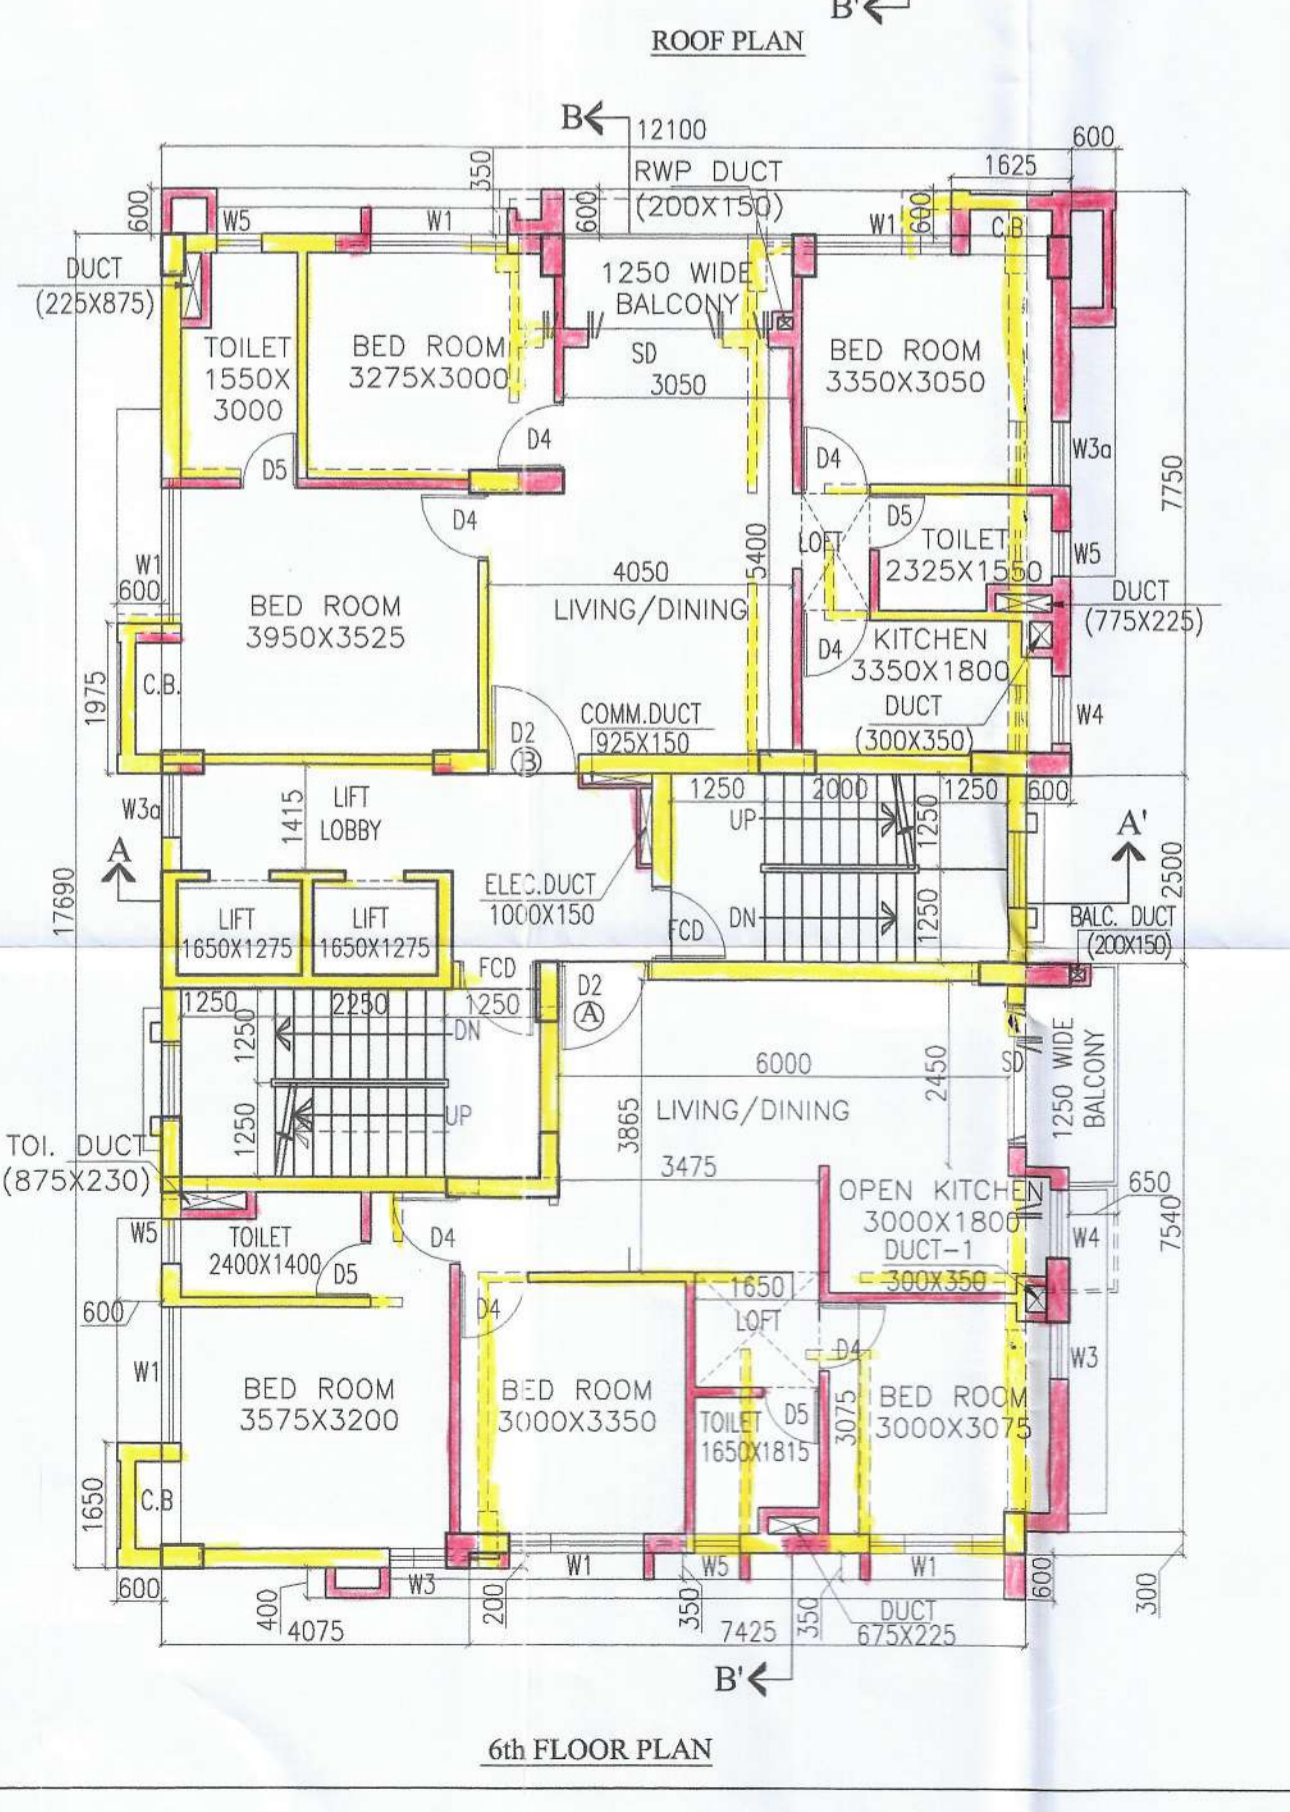 B'
ROOF PLAN
B
12100
600
350
RWP DUCT
(200X150)
1625
600
W5
W1
600
W1
600
C.B
DUCT
(225X875)
1250 WIDE
BALCONY
TOILET
1550X
3000
BED ROOM
3275X3000
SD
3050
BED ROOM
3350X3050
D4
D5
D4
W3a
7750
D4
D5
LOFT
TOILET
2325X1550
W5
W1
600
5400
4050
BED ROOM
3950X3525
LIVING/DINING
DUCT
(775X225)
D4
KITCHEN
3350X1800
C.B.
1975
DUCT
(300X350)
W4
D2
B
COMM.DUCT
925X150
W3a
1415
LIFT
LOBBY
1250
2000
1250
600
UP
1250
A
A'
17690
2500
ELEC.DUCT
1000X150
LIFT
1650X1275
LIFT
1650X1275
FCD
DN
1250
BALC. DUCT
(200X150)
FCD
D2
A
1250
2250
1250
1250
DN
SD
1250 WIDE
BALCONY
6000
2450
LIVING/DINING
3865
UP
1250
TOI. DUCT
(875X230)
3475
OPEN KITCHEN
3000X1800
650
W5
TOILET
2400X1400
D4
D5
DUCT-1
300X350
W4
7540
600
1650
LOFT
D4
D4
W3
W1
BED ROOM
3575X3200
BED ROOM
3000X3350
D5
TOILET
1650X1815
3075
BED ROOM
3000X3075
C.B
1650
600
W3
W1
W5
W1
600
400
200
350
350
300
4075
7425
DUCT
675X225
B'
6th FLOOR PLAN